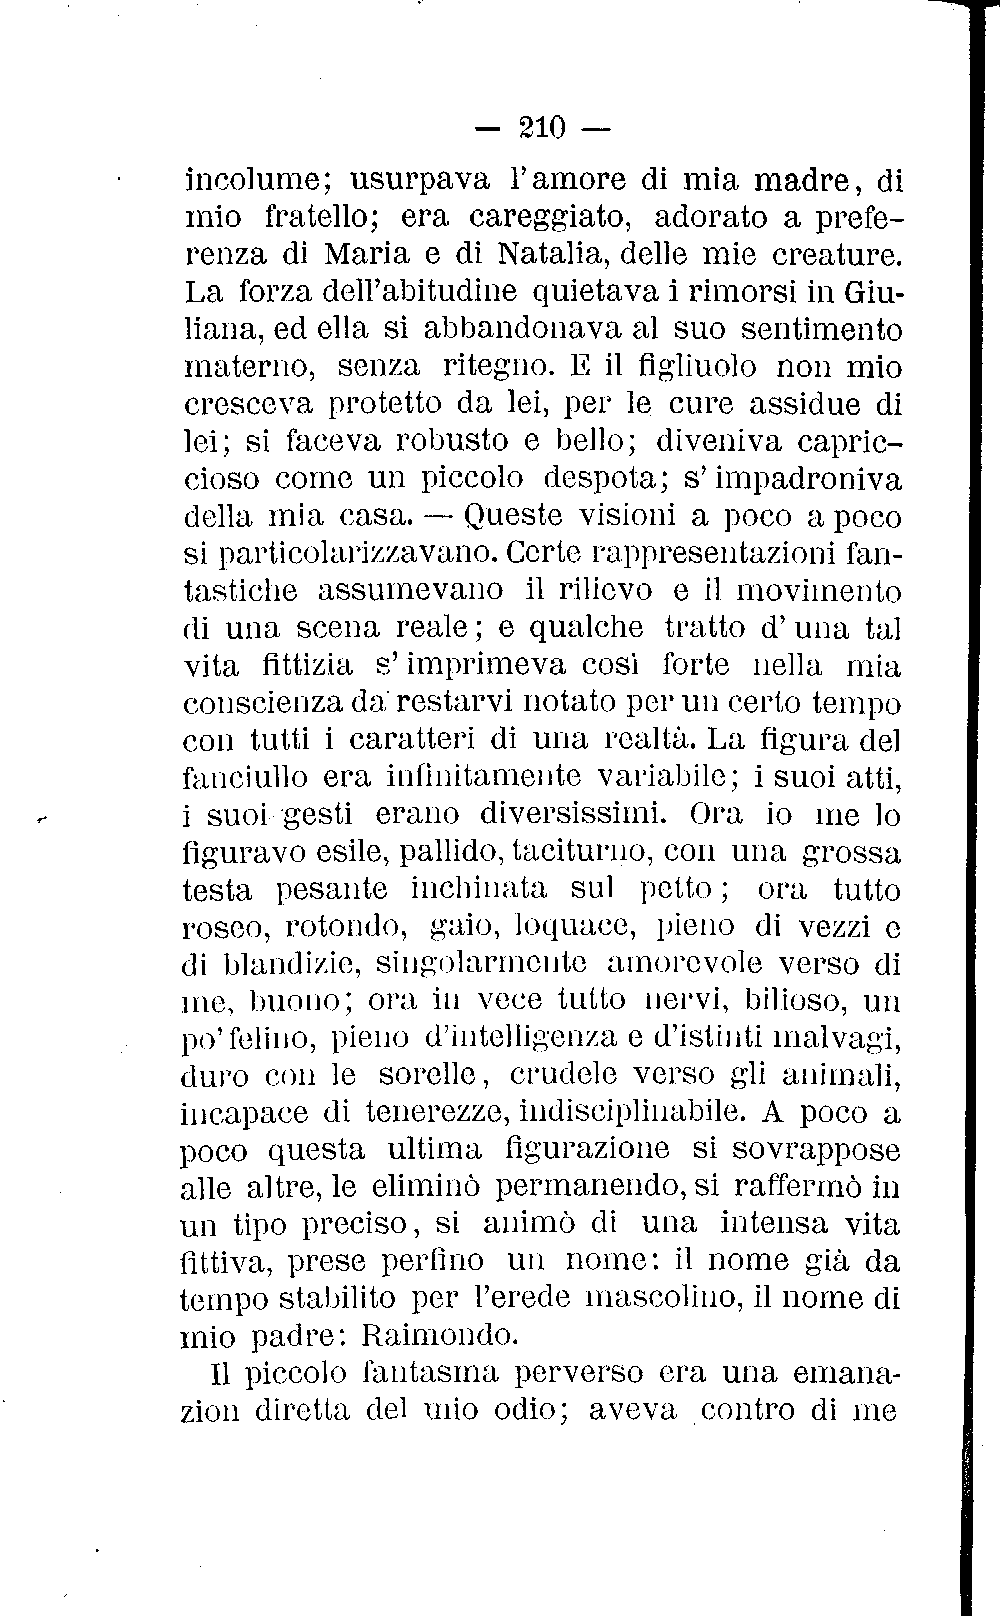 — 210 —
incolume; usurpava l'amore di mia madre, di
mio fratello; era careggiato, adorato a prefe-
renza di Maria e di Natalia, delle mie creature.
La forza dell'abitudine quietava i rimorsi in Giu-
liana, ed ella si abbandonava al suo sentimento
materno, senza ritegno. E il figliuolo non mio
cresceva protetto da lei, per le cure assidue di
lei; si faceva robusto e bello; diveniva capric-
cioso come un piccolo despota; s' impadroniva
della mia casa. — Queste visioni a poco a poco
si particolarizzavano. Certe rappresentazioni fan-
tastiche assumevano il rilievo e il movimento
di una scena reale; e qualche tratto d' una tal
vita fittizia s' imprimeva così forte nella mia
conscienza da restarvi notato per un certo tempo
con tutti i caratteri di una realtà. La figura del
fanciullo era infinitamente variabile; i suoi atti,
i suoi gesti erano diversissimi. Ora io me lo
figuravo esile, pallido, taciturno, con una grossa
testa pesante inchinata sul petto; ora tutto
roseo, rotondo, gaio, loquace, pieno di vezzi e
di blandizie, singolarmente amorevole verso di
me, buono; ora in vece tutto nervi, bilioso, un
po' felino, pieno d'intelligenza e d'istinti malvagi,
duro con le sorelle, crudele verso gli animali,
incapace di tenerezze, indisciplinabile. A poco a
poco questa ultima figurazione si sovrappose
alle altre, le eliminò permanendo, si raffermò in
un tipo preciso, si animò di una intensa vita
fittiva, prese perfino un nome: il nome già da
tempo stabilito per l'erede mascolino, il nome di
mio padre: Raimondo.
Il piccolo fantasma perverso era una emana-
zion diretta del mio odio; aveva contro di me